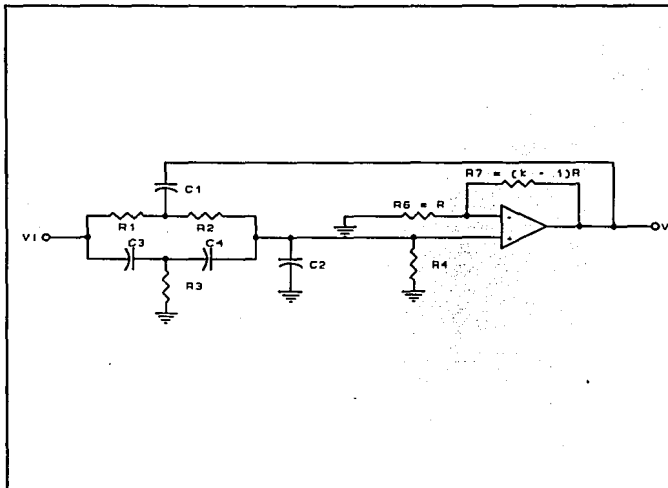 R7 = (k - 1)R
C1
R6 = R
R1
R2
-
VI
V
C3
C4
+
C2
R4
R3